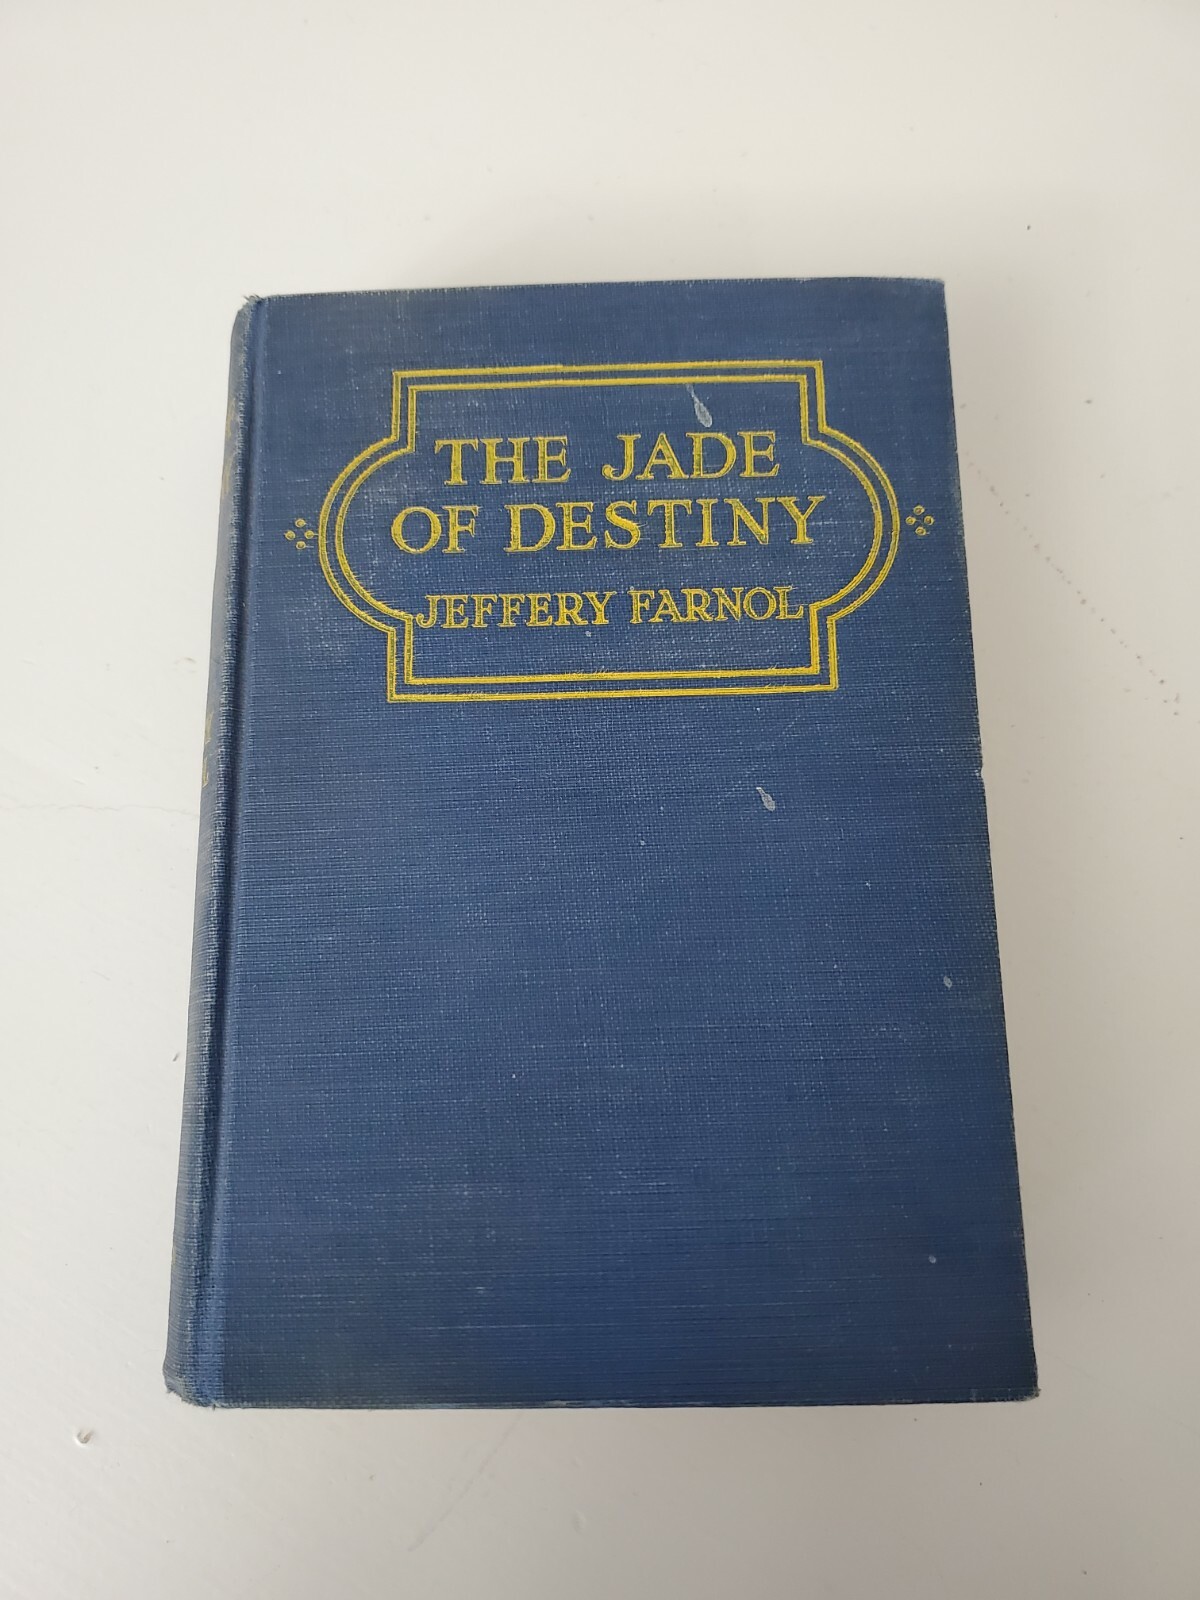 THE JADE
OF DESTINY
JEFFERY FARNOL